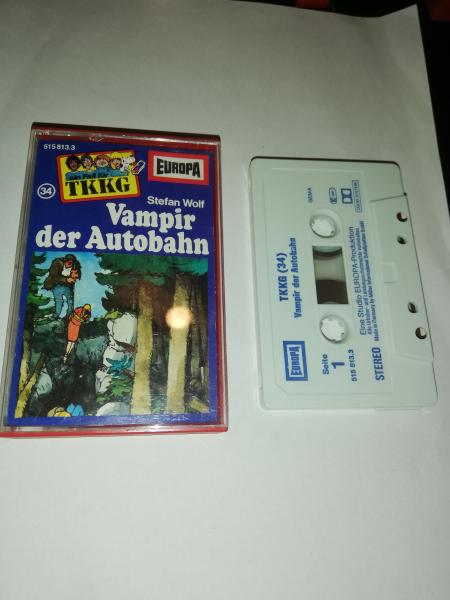 515 813.3
ein Fall für
TKKG
EUROPA
34
Stefan Wolf
Vampir
der Autobahn
TKKG (34)
Vampir der Autobahn
GEMA
EUROPA
Seite
1
515 813.3
STEREO
Eine Studio EUROPA-Produktion